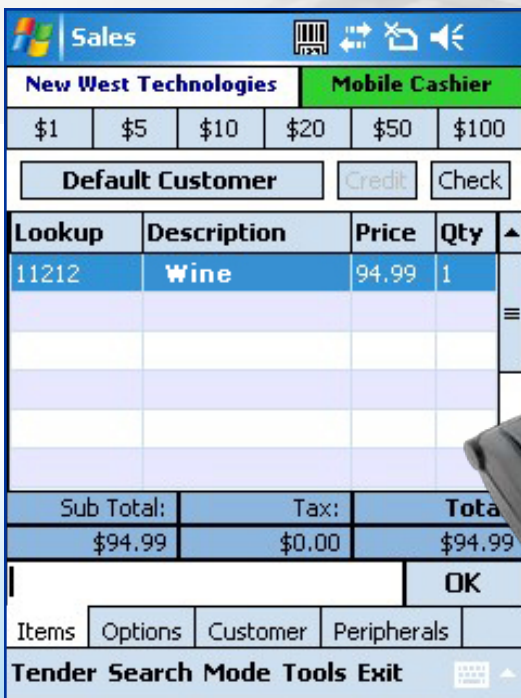 Sales
New West Technologies Mobile Cashier
$1 $5 $10 $20 $50 $100
Default Customer Credit Check
Lookup Description Price Qty
11212 Wine 94.99 1
Sub Total: Tax: Tota
$94.99 $0.00 $94.99
OK
Items Options Customer Peripherals
Tender Search Mode Tools Exit